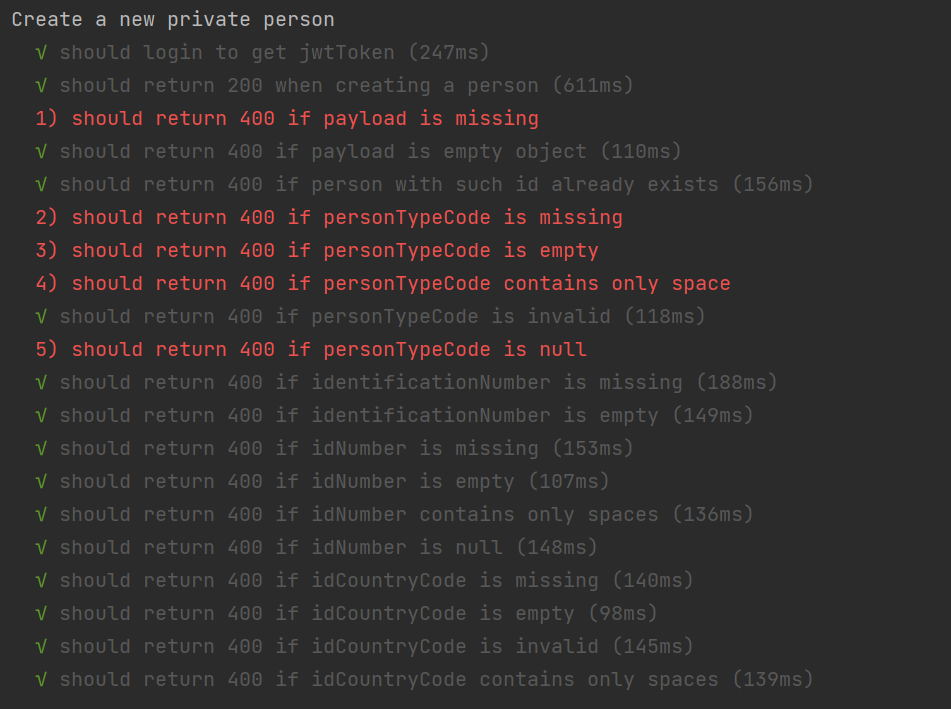 Create a new private person
√ should login to get jwtToken (247ms)
√ should return 200 when creating a person (611ms)
1) should return 400 if payload is missing
√ should return 400 if payload is empty object (110ms)
√ should return 400 if person with such id already exists (156ms)
2) should return 400 if personTypeCode is missing
3) should return 400 if personTypeCode is empty
4) should return 400 if personTypeCode contains only space
√ should return 400 if personTypeCode is invalid (118ms)
5) should return 400 if personTypeCode is null
√ should return 400 if identificationNumber is missing (188ms)
√ should return 400 if identificationNumber is empty (149ms)
√ should return 400 if idNumber is missing (153ms)
√ should return 400 if idNumber is empty (107ms)
√ should return 400 if idNumber contains only spaces (136ms)
√ should return 400 if idNumber is null (148ms)
√ should return 400 if idCountryCode is missing (140ms)
√ should return 400 if idCountryCode is empty (98ms)
√ should return 400 if idCountryCode is invalid (145ms)
√ should return 400 if idCountryCode contains only spaces (139ms)